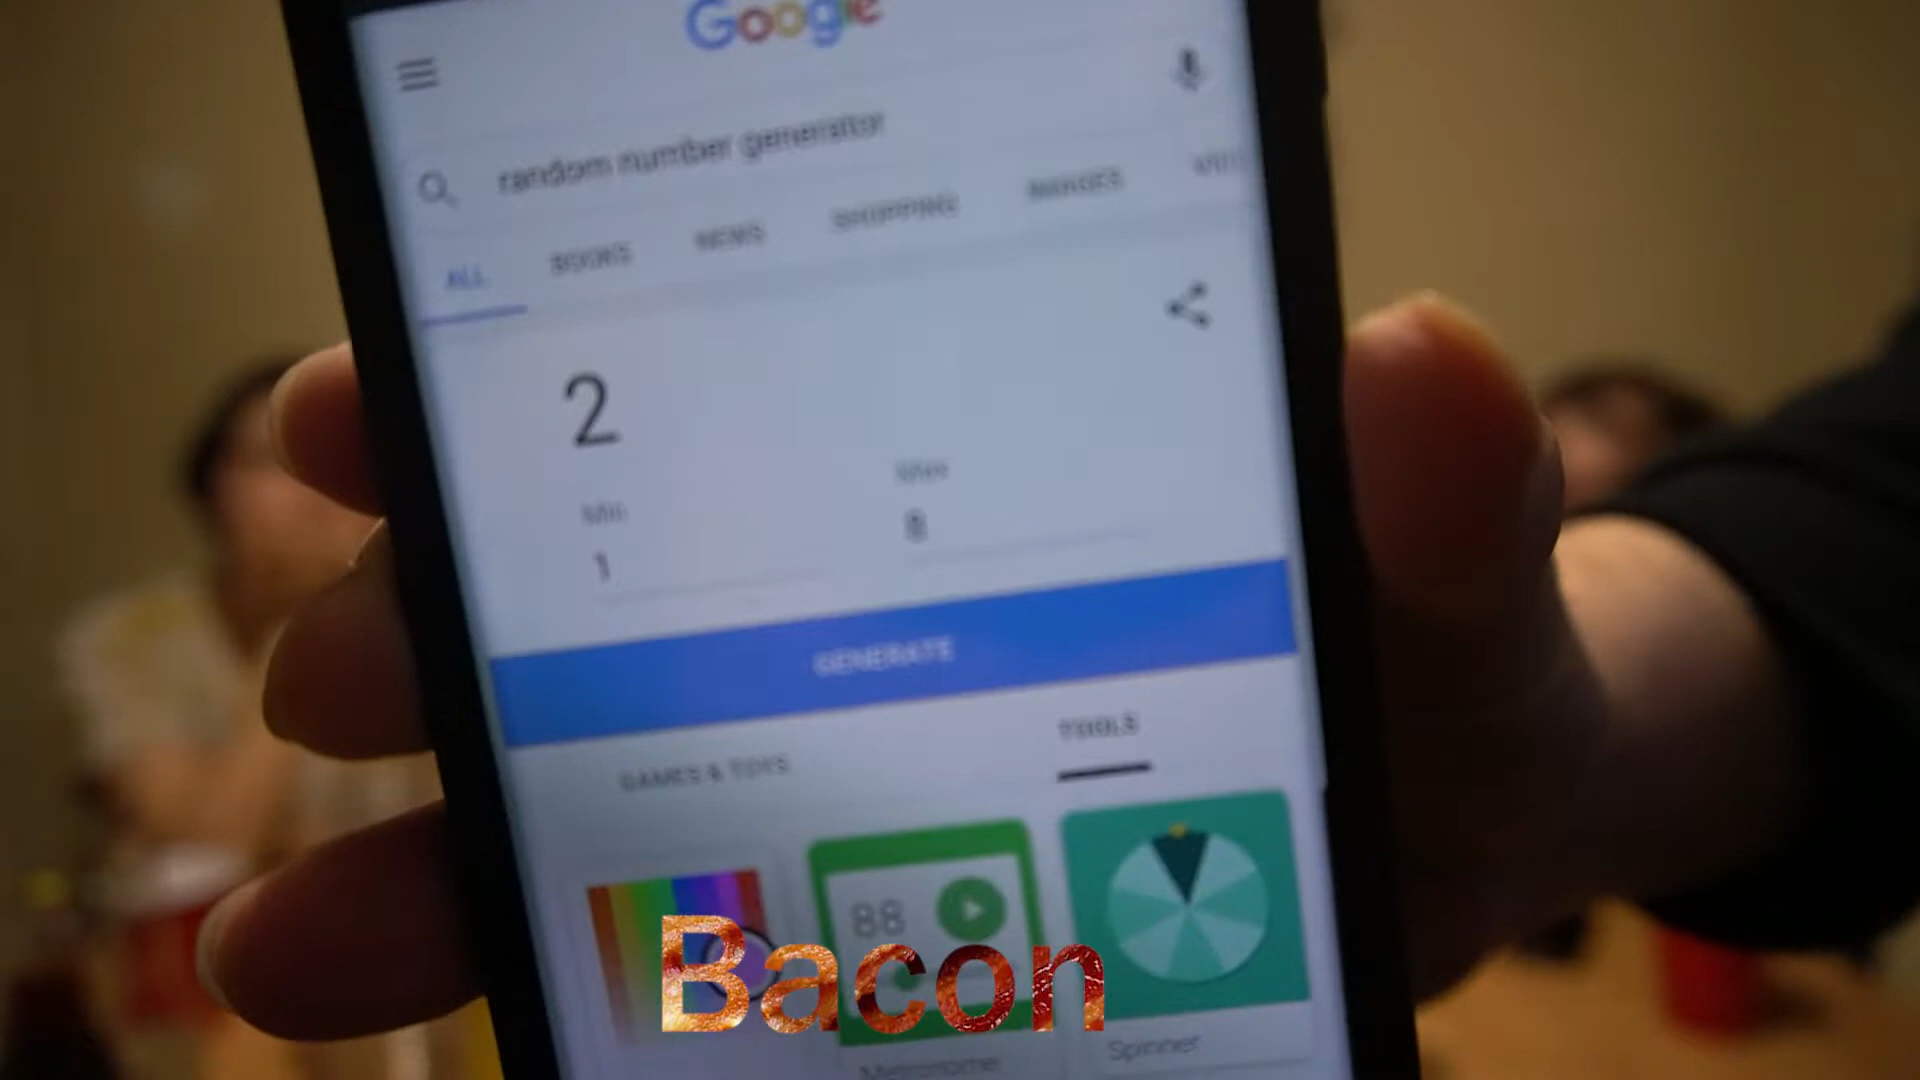 Google
random number generator
ALL BOOKS NEWS SHOPPING IMAGES
2
Min Max
1 8
GENERATE
GAMES & TOYS TOOLS
88
Bacon
Metronome Spinner